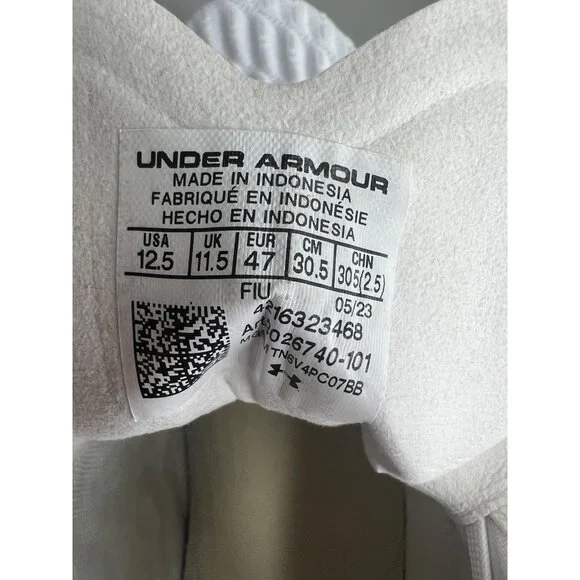 UNDER ARMOUR
MADE IN INDONESIA
FABRIQUÉ EN INDONÉSIE
HECHO EN INDONESIA
USA UK EUR CM CHN
12.5 11.5 47 30.5 305(2.5)
FIU 05/23
16323468
26740-101